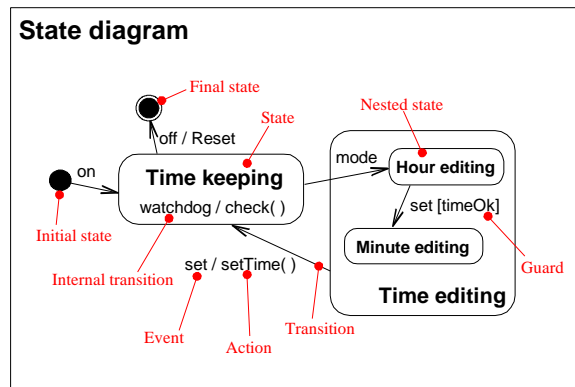 State diagram
Final state
Nested state
State
off / Reset
on
mode
Hour editing
Time keeping
watchdog / check( )
set [timeOk]
Initial state
Minute editing
Internal transition
set / setTime( )
Guard
Time editing
Transition
Event
Action